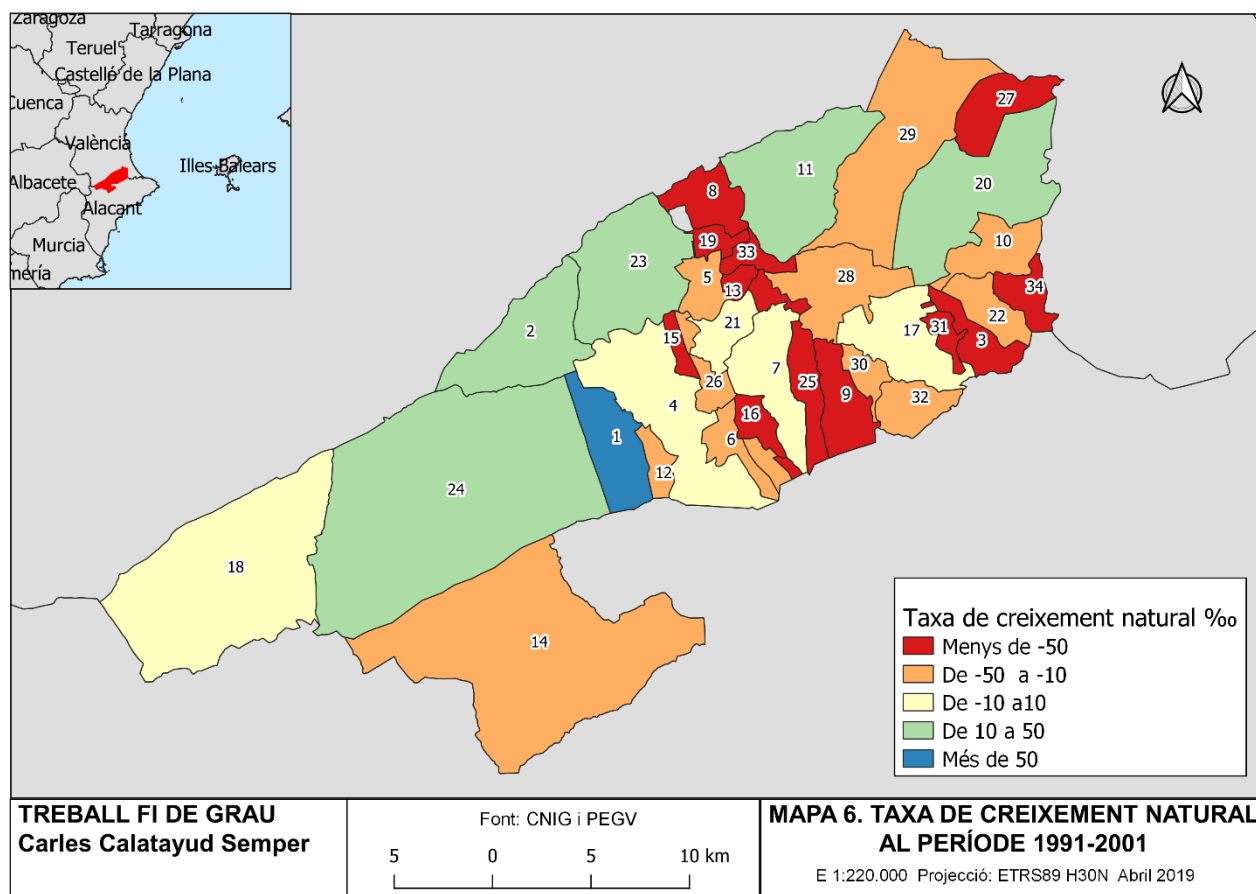 Zaragoza
Tarragona
Teruel
Castelló de la Plana
Cuenca
València
Illes Balears
Albacete
Alacant
Murcia
mería
27
29
11
20
8
10
19
33
23
5
28
34
13
22
2
21
17
31
15
3
7
30
26
25
9
32
4
16
1
6
12
24
18
14
Taxa de creixement natural ‰
Menys de -50
De -50 a -10
De -10 a10
De 10 a 50
Més de 50
TREBALL FI DE GRAU
Carles Calatayud Semper
Font: CNIG i PEGV
5 0 5 10 km
MAPA 6. TAXA DE CREIXEMENT NATURAL
AL PERÍODE 1991-2001
E 1:220.000 Projecció: ETRS89 H30N Abril 2019